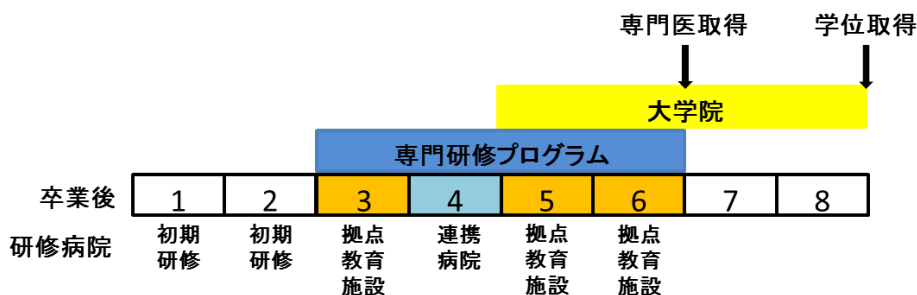 専門医取得 学位取得
大学院
専門研修プログラム
卒業後 1 2 3 4 5 6 7 8
研修病院
初期
研修
初期
研修
拠点
教育
施設
連携
病院
拠点
教育
施設
拠点
教育
施設